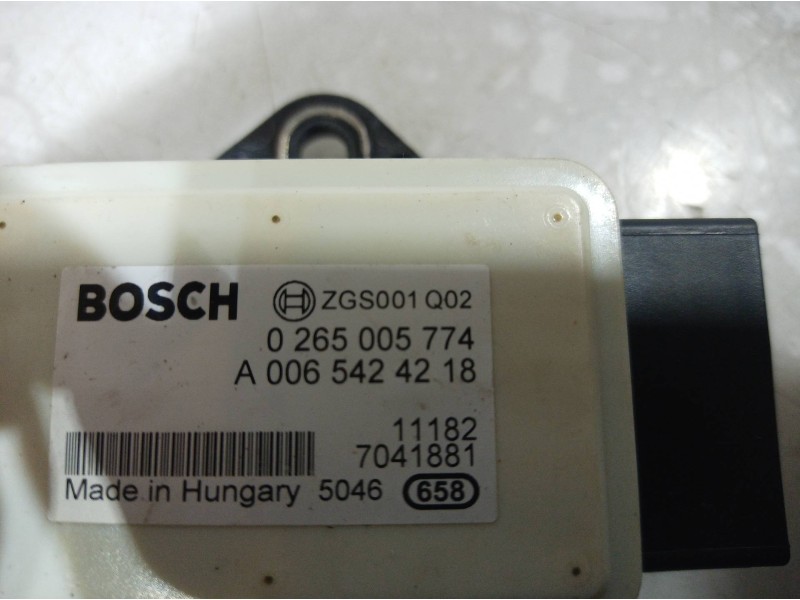 BOSCH ZGS001 Q02
0 265 005 774
A 006 542 42 18
11182
7041881
Made in Hungary 5046 658